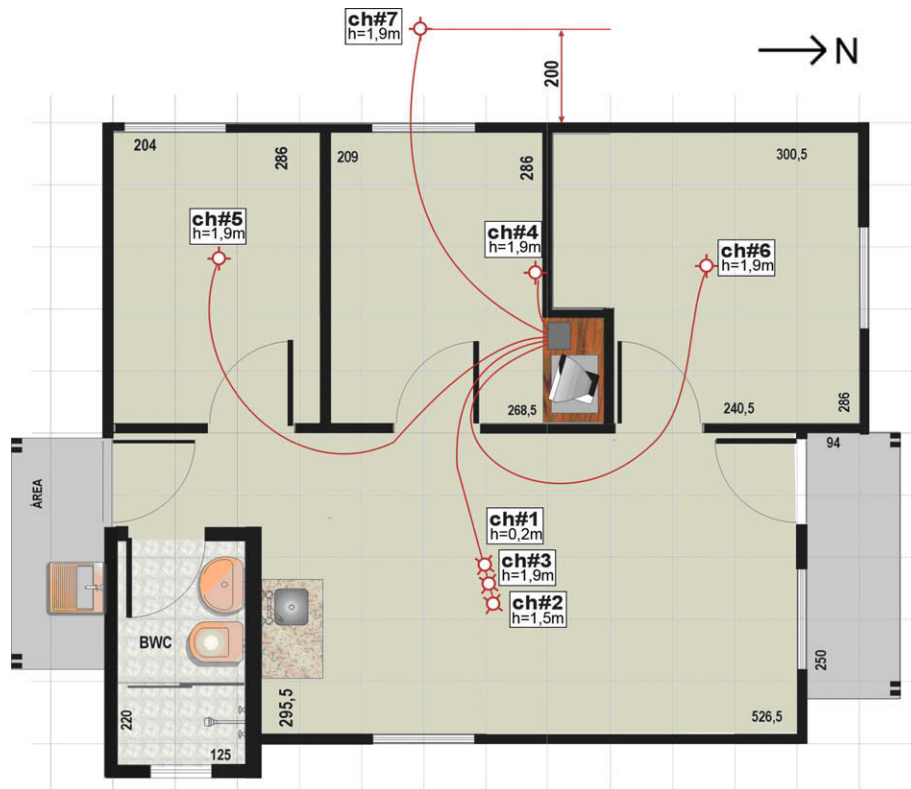 ch#7
h=1,9m
200
N
204
286
209
286
300,5
ch#5
h=1,9m
ch#4
h=1,9m
ch#6
h=1,9m
268,5
240,5
286
94
ÁREA
ch#1
h=0,2m
ch#3
h=1,9m
ch#2
h=1,5m
BWC
250
220
295,5
526,5
125